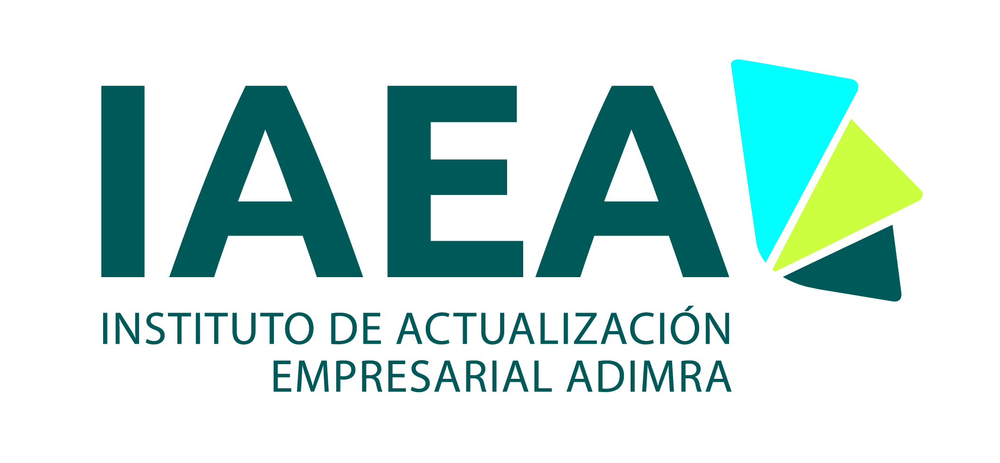 IAEA
INSTITUTO DE ACTUALIZACIÓN
EMPRESARIAL ADIMRA